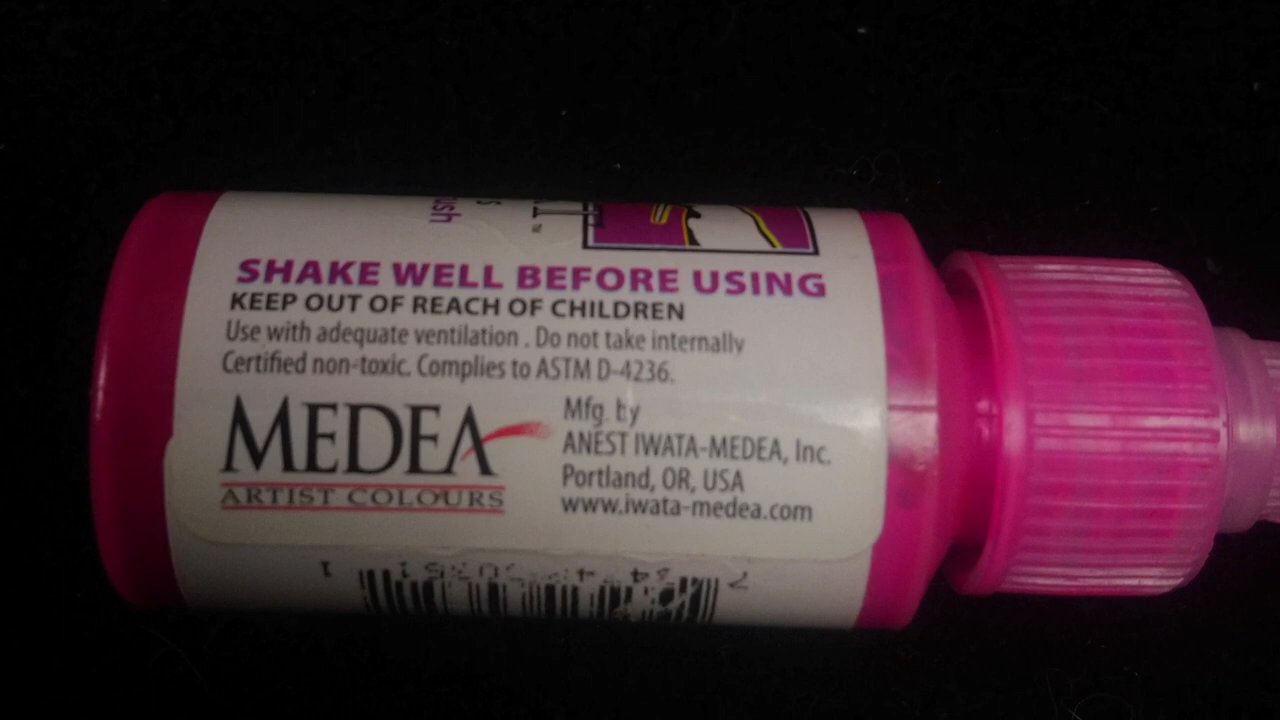 SHAKE WELL BEFORE USING
KEEP OUT OF REACH OF CHILDREN
Use with adequate ventilation . Do not take internally
Certified non-toxic. Complies to ASTM D-4236.
MEDEA
ARTIST COLOURS
Mfg. by
ANEST IWATA-MEDEA, Inc.
Portland, OR, USA
www.iwata-medea.com